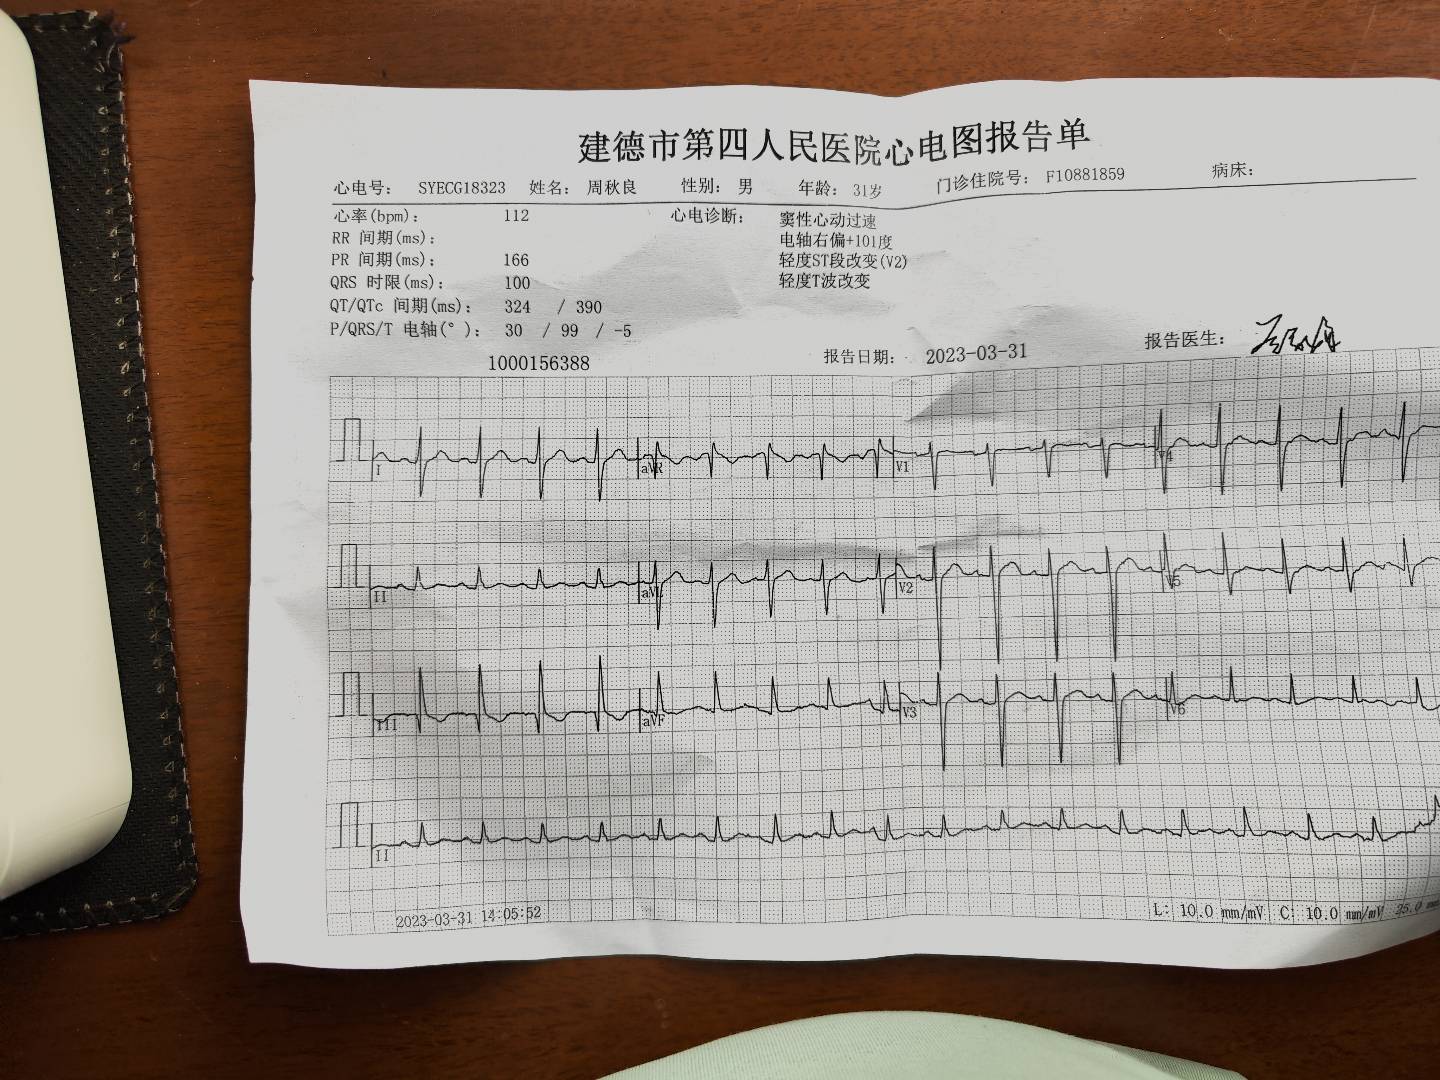 建德市第四人民医院心电图报告单
心电号: SYECG18323 姓名: 周秋良 性别: 男 年龄: 31岁 门诊住院号: F10881859 病床:
心率(bpm): 112 心电诊断: 窦性心动过速
RR 间期(ms): 电轴右偏+101度
PR 间期(ms): 166 轻度ST段改变(V2)
QRS 时限(ms): 100 轻度T波改变
QT/QTc 间期(ms): 324 / 390
P/QRS/T 电轴(°): 30 / 99 / -5
1000156388 报告日期: 2023-03-31 报告医生:
I aVR V1 V4
II aVL V2 V5
III aVF V3 V6
II
2023-03-31 14:05:52 L: 10.0 mm/mV C: 10.0 mm/mV 25.0